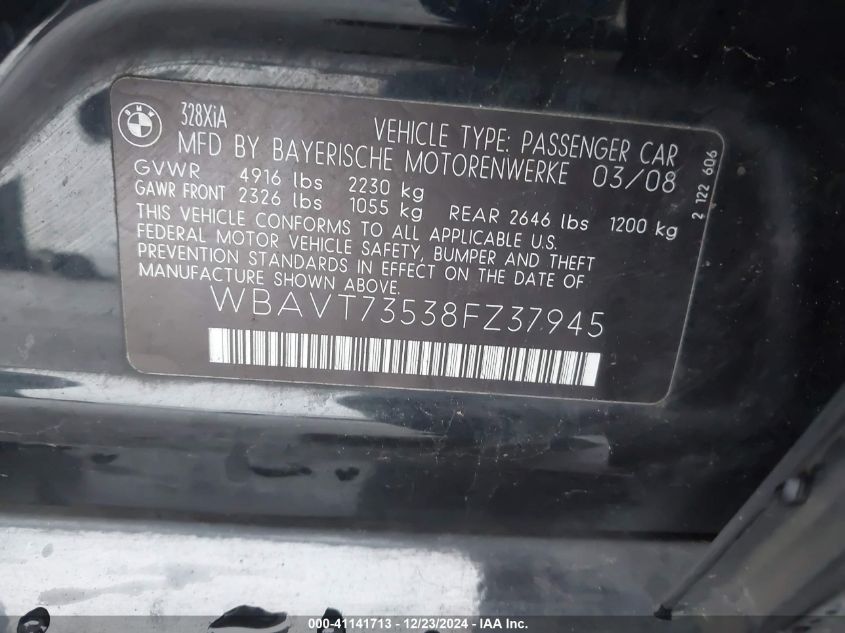 BMW
328XiA
VEHICLE TYPE: PASSENGER CAR
MFD BY BAYERISCHE MOTORENWERKE 03/08
GVWR 4916 lbs 2230 kg
GAWR FRONT 2326 lbs 1055 kg REAR 2646 lbs 1200 kg
THIS VEHICLE CONFORMS TO ALL APPLICABLE U.S.
FEDERAL MOTOR VEHICLE SAFETY, BUMPER AND THEFT
PREVENTION STANDARDS IN EFFECT ON THE DATE OF
MANUFACTURE SHOWN ABOVE.
WBAVT73538FZ37945
2 122 606
000-41141713 - 12/23/2024 - IAA Inc.